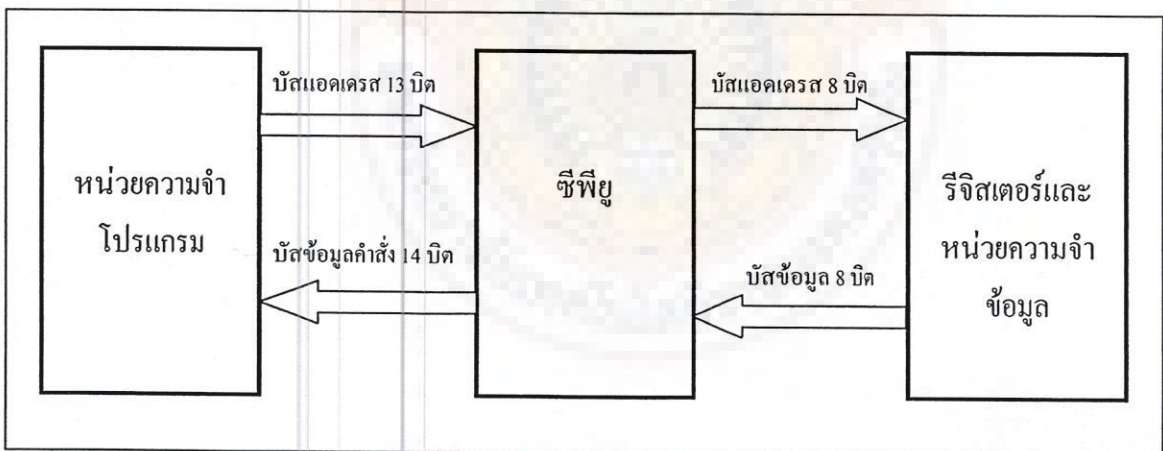 หน่วยความจำ
โปรแกรม
บัสแอดเดรส 13 บิต
บัสข้อมูลคำสั่ง 14 บิต
ซีพียู
บัสแอดเดรส 8 บิต
บัสข้อมูล 8 บิต
รีจิสเตอร์และ
หน่วยความจำ
ข้อมูล